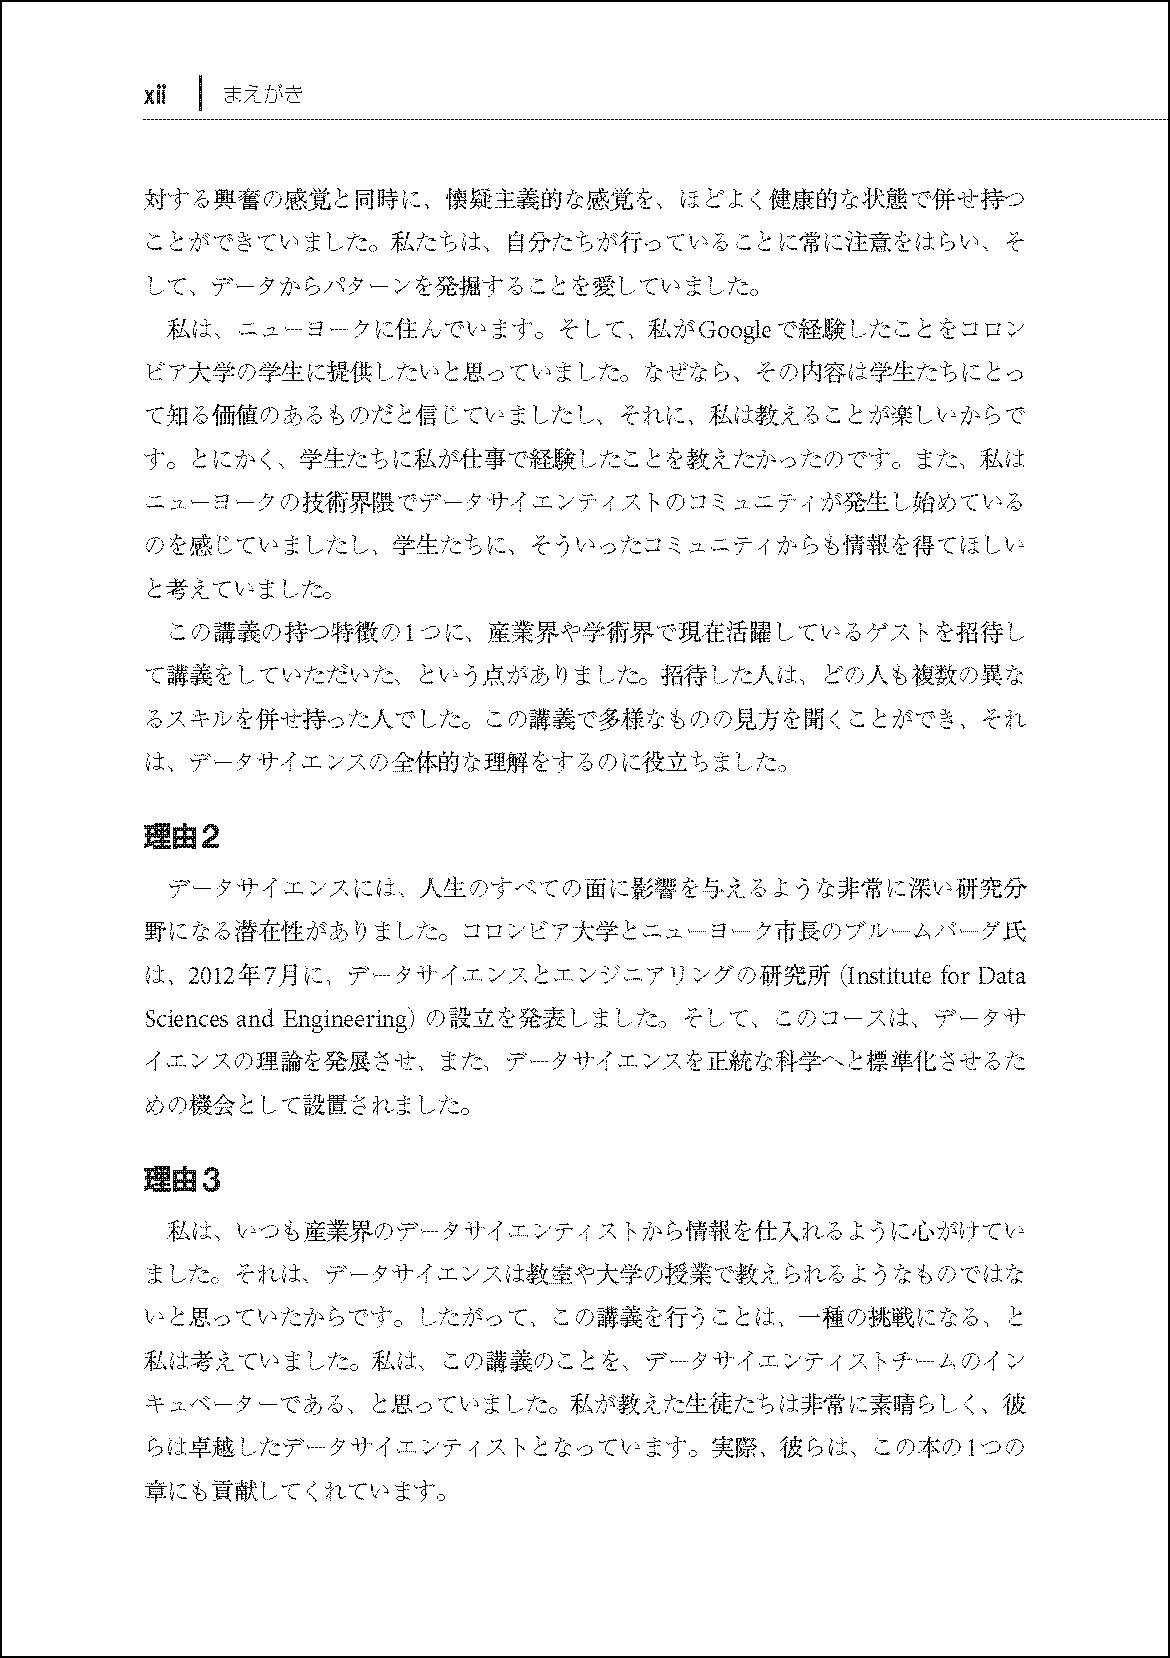 xii まえがき
対する興奮の感覚と同時に、懐疑主義的な感覚を、ほどよく健康的な状態で併せ持つ
ことができていました。私たちは、自分たちが行っていることに常に注意をはらい、そ
して、データからパターンを発掘することを愛していました。
私は、ニューヨークに住んでいます。そして、私がGoogleで経験したことをコロン
ビア大学の学生に提供したいと思っていました。なぜなら、その内容は学生たちにとっ
て知る価値のあるものだと信じていましたし、それに、私は教えることが楽しいからで
す。とにかく、学生たちに私が仕事で経験したことを教えたかったのです。また、私は
ニューヨークの技術界隈でデータサイエンティストのコミュニティが発生し始めている
のを感じていましたし、学生たちに、そういったコミュニティからも情報を得てほしい
と考えていました。
この講義の持つ特徴の1つに、産業界や学術界で現在活躍しているゲストを招待し
て講義をしていただいた、という点がありました。招待した人は、どの人も複数の異な
るスキルを併せ持った人でした。この講義で多様なものの見方を聞くことができ、それ
は、データサイエンスの全体的な理解をするのに役立ちました。
理由2
データサイエンスには、人生のすべての面に影響を与えるような非常に深い研究分
野になる潜在性がありました。コロンビア大学とニューヨーク市長のブルームバーグ氏
は、2012年7月に、データサイエンスとエンジニアリングの研究所（Institute for Data
Sciences and Engineering）の設立を発表しました。そして、このコースは、データサ
イエンスの理論を発展させ、また、データサイエンスを正統な科学へと標準化させるた
めの機会として設置されました。
理由3
私は、いつも産業界のデータサイエンティストから情報を仕入れるように心がけてい
ました。それは、データサイエンスは教室や大学の授業で教えられるようなものではな
いと思っていたからです。したがって、この講義を行うことは、一種の挑戦になる、と
私は考えていました。私は、この講義のことを、データサイエンティストチームのイン
キュベーターである、と思っていました。私が教えた生徒たちは非常に素晴らしく、彼
らは卓越したデータサイエンティストとなっています。実際、彼らは、この本の1つの
章にも貢献してくれています。